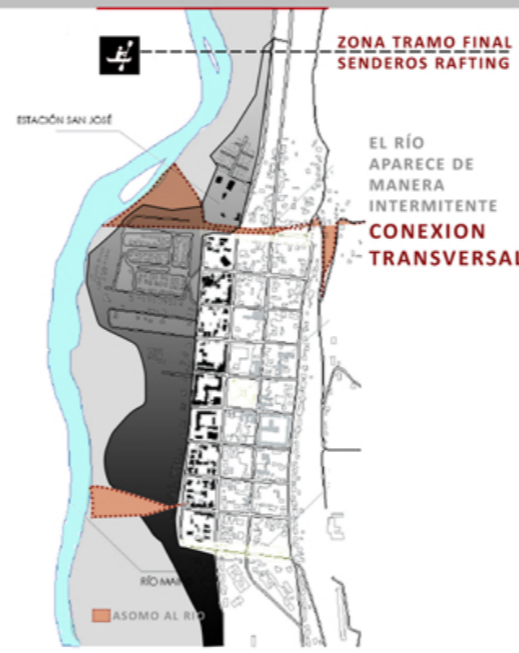 ZONA TRAMO FINAL
SENDEROS RAFTING
ESTACIÓN SAN JOSÉ
EL RÍO
APARECE DE
MANERA
INTERMITENTE
CONEXION
TRANSVERSAL
RÍO
ASOMO AL RIO